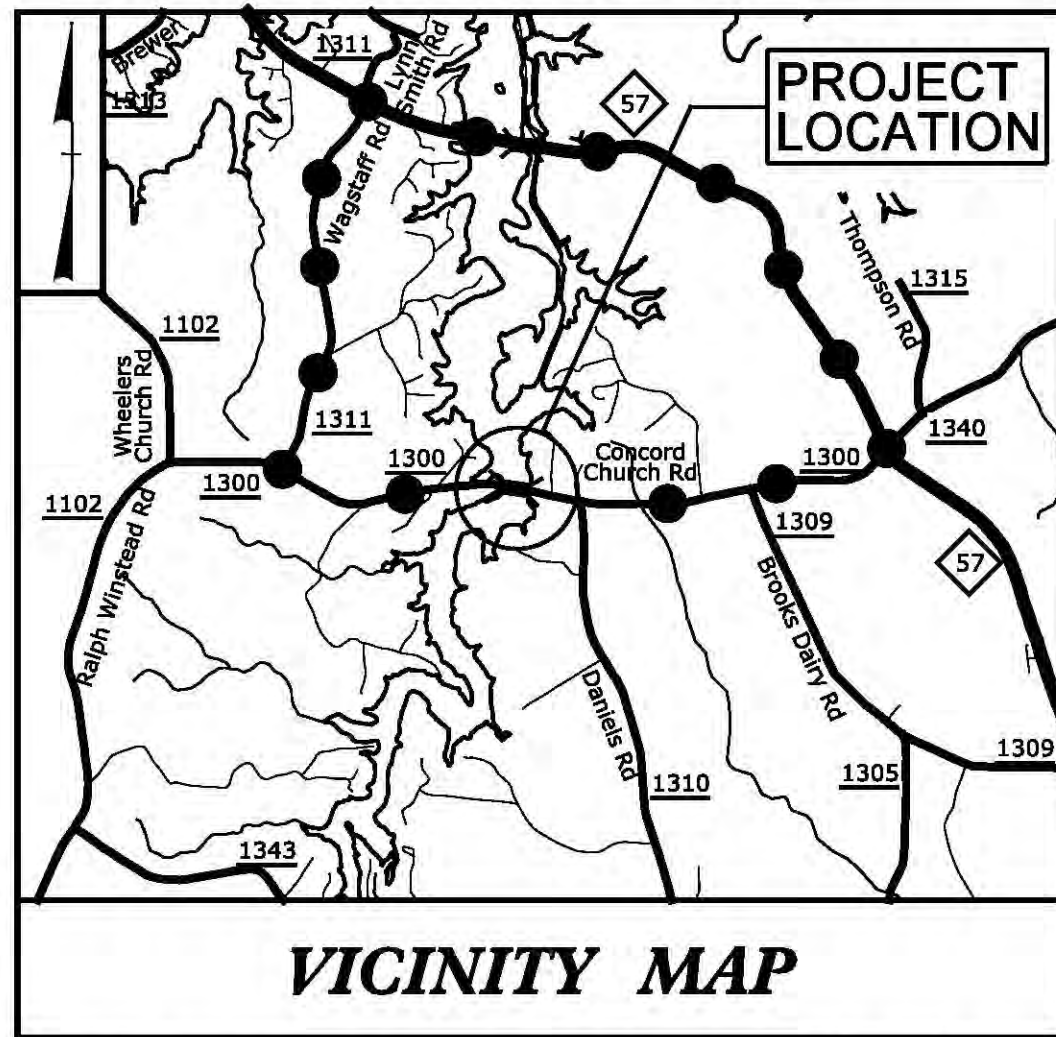 Brewer
1313
1311
Lynn
Smith Rd
57
PROJECT
LOCATION
Wagstaff Rd
Thompson Rd
1315
1102
Wheelers
Church Rd
1311
1340
1300
Concord
Church Rd
1300
1300
1102
1309
57
Ralph Winstead Rd
Brooks Dairy Rd
Daniels Rd
1309
1310
1305
1343
VICINITY MAP